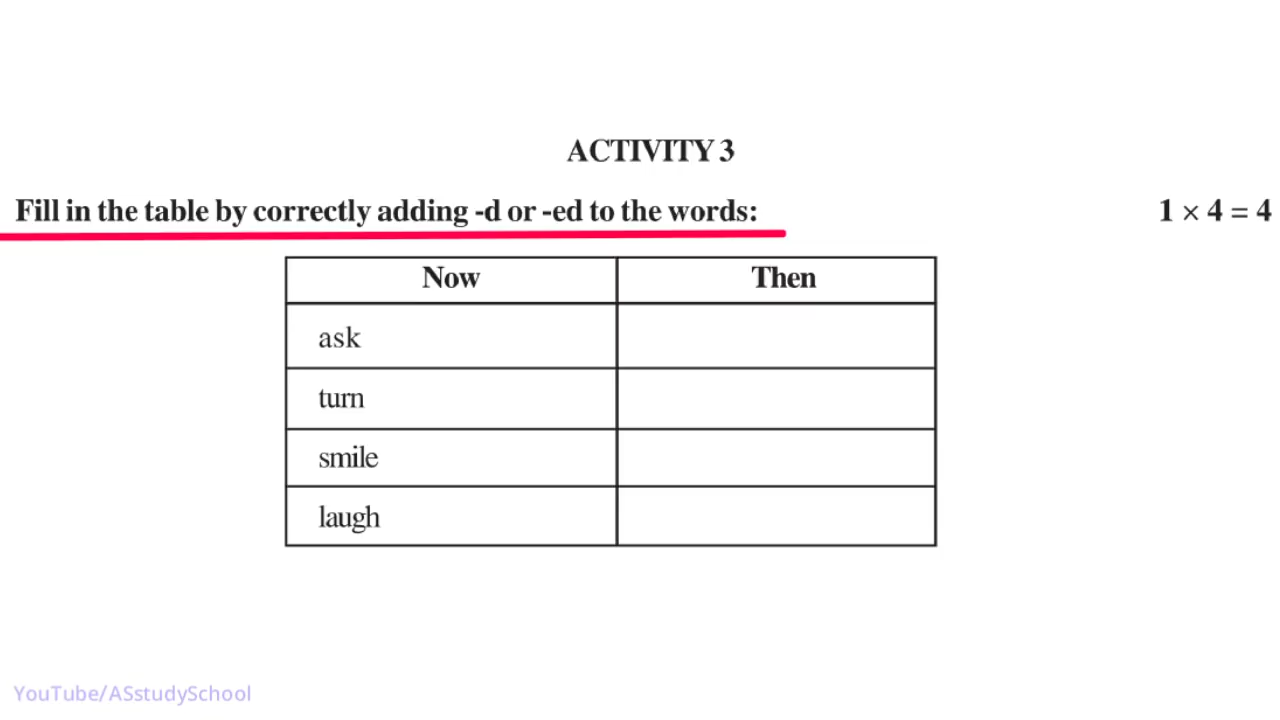 ACTIVITY 3
Fill in the table by correctly adding -d or -ed to the words: 1 × 4 = 4
Now Then
ask
turn
smile
laugh
YouTube/ASstudySchool